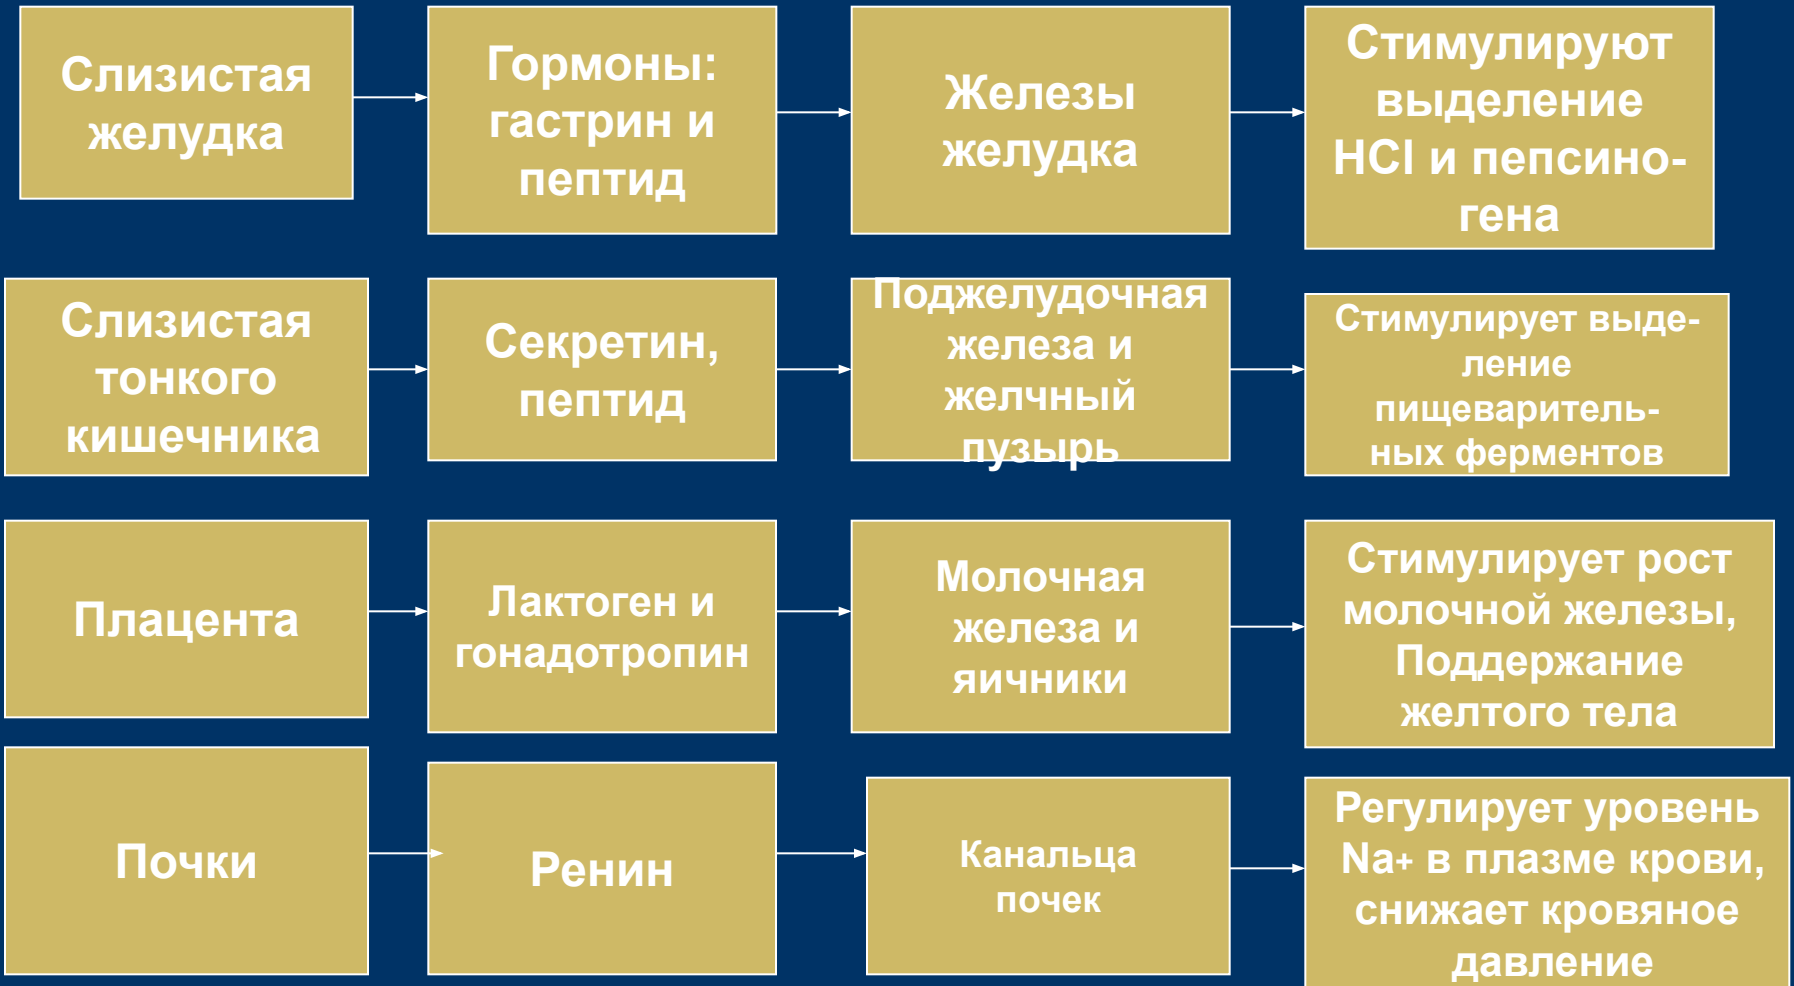 Слизистая
желудка
Гормоны:
гастрин и
пептид
Железы
желудка
Стимулируют
выделение
HCl и пепсино-
гена
Слизистая
тонкого
кишечника
Секретин,
пептид
Поджелудочная
железа и
желчный
пузырь
Стимулирует выде-
ление
пищеваритель-
ных ферментов
Плацента
Лактоген и
гонадотропин
Молочная
железа и
яичники
Стимулирует рост
молочной железы,
Поддержание
желтого тела
Почки
Ренин
Канальца
почек
Регулирует уровень
Na+ в плазме крови,
снижает кровяное
давление